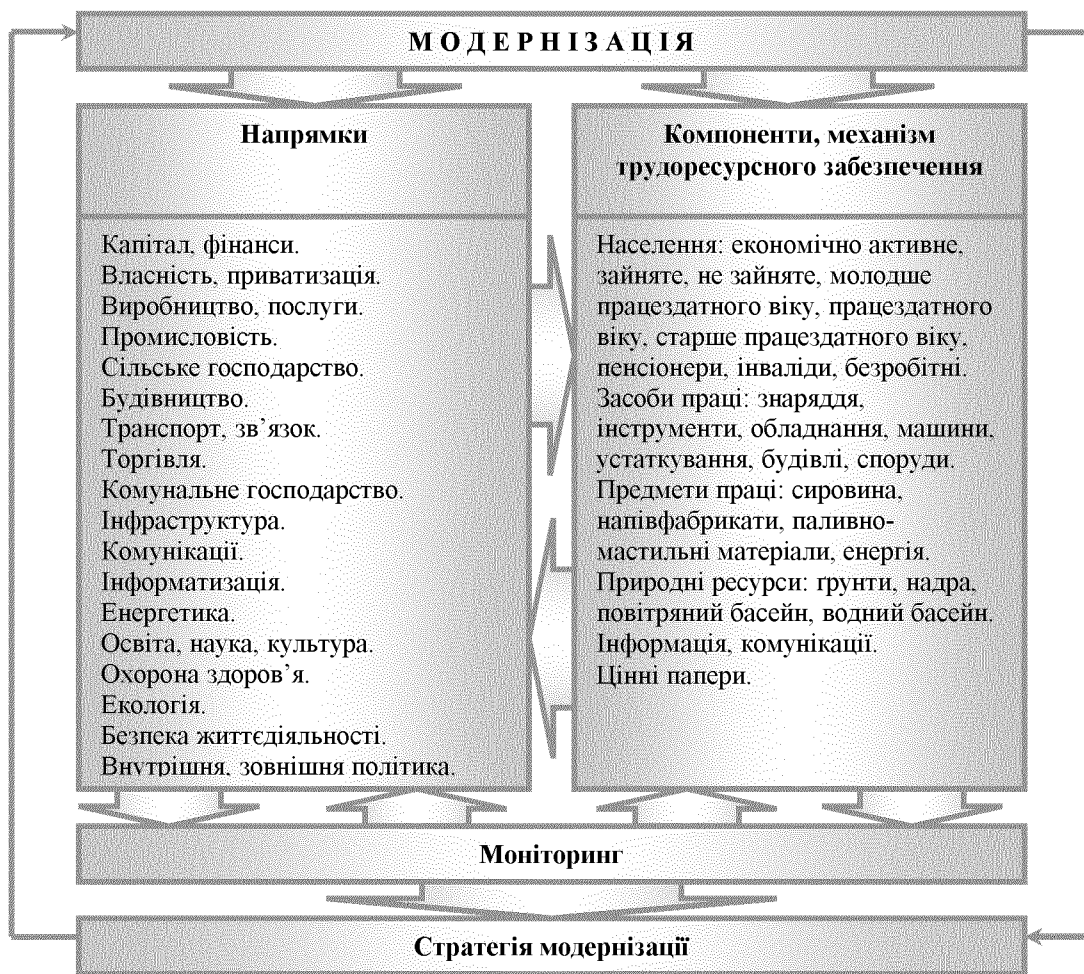 МОДЕРНІЗАЦІЯ
Напрямки
Капітал, фінанси.
Власність, приватизація.
Виробництво, послуги.
Промисловість.
Сільське господарство.
Будівництво.
Транспорт, зв’язок.
Торгівля.
Комунальне господарство.
Інфраструктура.
Комунікації.
Інформатизація.
Енергетика.
Освіта, наука, культура.
Охорона здоров’я.
Екологія.
Безпека життєдіяльності.
Внутрішня, зовнішня політика.
Компоненти, механізм
трудоресурсного забезпечення
Населення: економічно активне,
зайняте, не зайняте, молодше
працездатного віку, працездатного
віку, старше працездатного віку,
пенсіонери, інваліди, безробітні.
Засоби праці: знаряддя,
інструменти, обладнання, машини,
устаткування, будівлі, споруди.
Предмети праці: сировина,
напівфабрикати, паливно-
мастильні матеріали, енергія.
Природні ресурси: ґрунти, надра,
повітряний басейн, водний басейн.
Інформація, комунікації.
Цінні папери.
Моніторинг
Стратегія модернізації